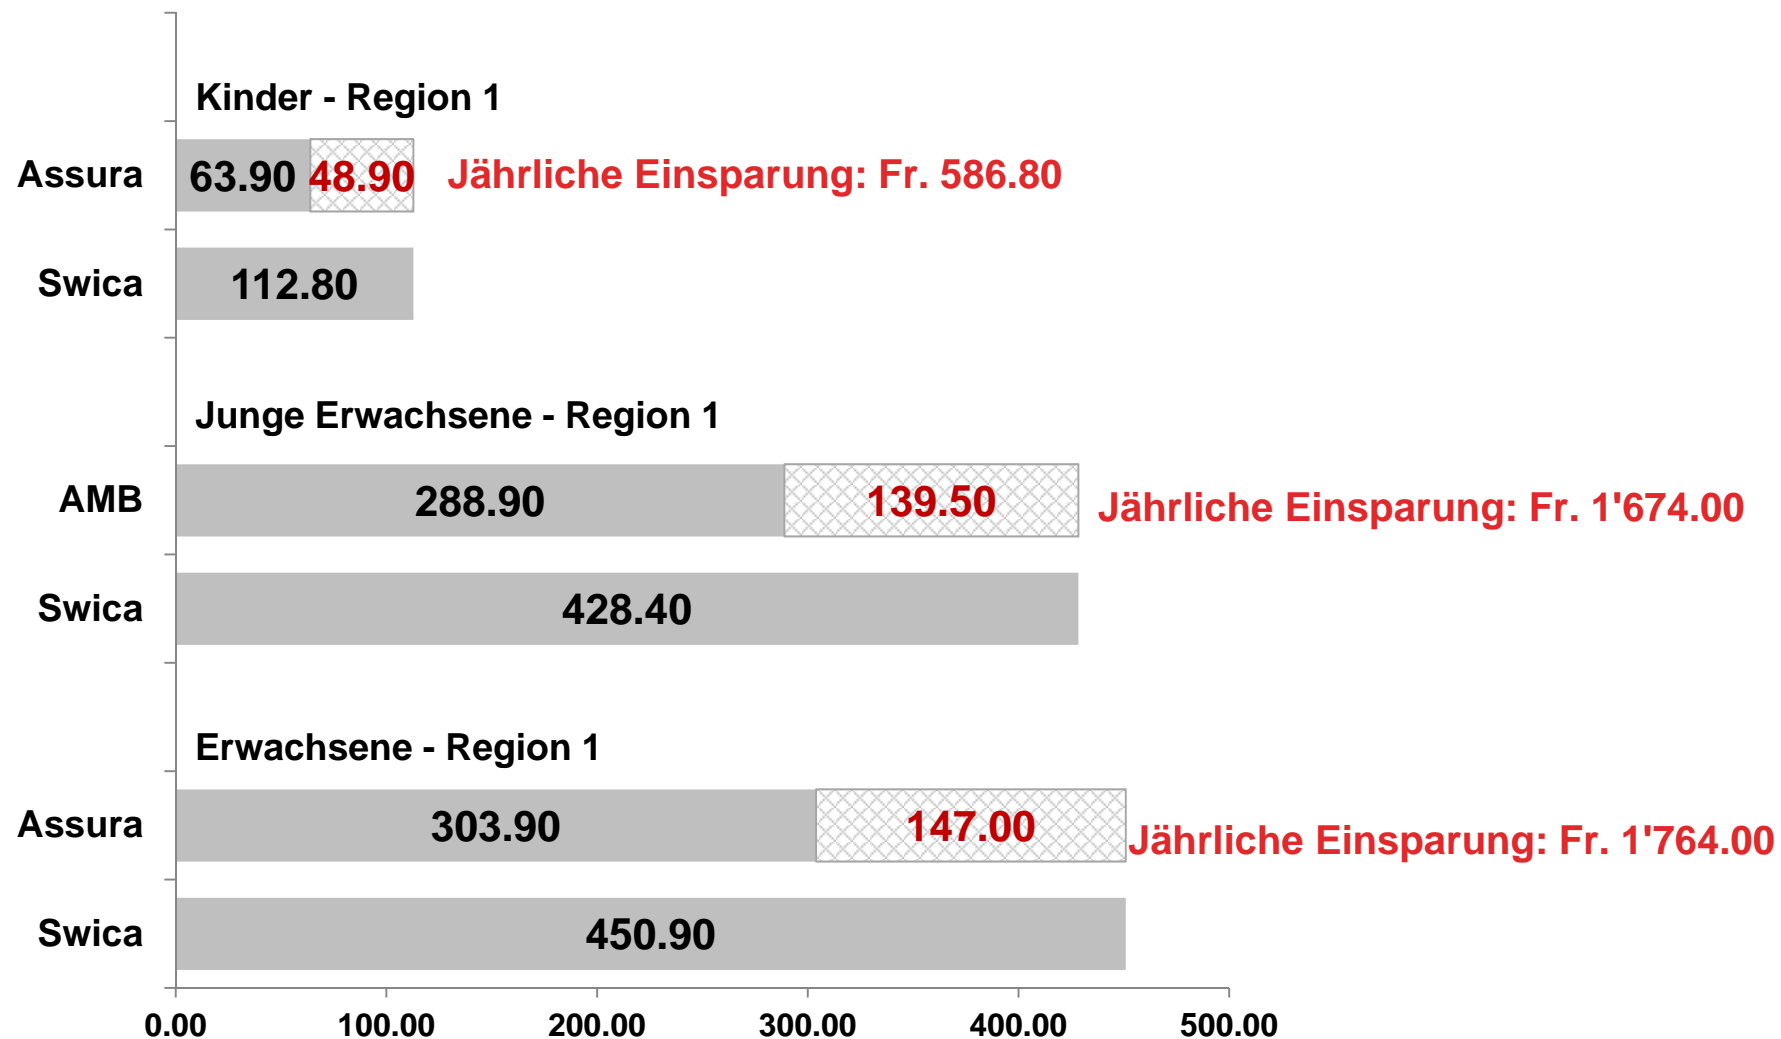 Kinder - Region 1
Assura 63.90 48.90 Jährliche Einsparung: Fr. 586.80
Swica 112.80
Junge Erwachsene - Region 1
AMB 288.90 139.50 Jährliche Einsparung: Fr. 1'674.00
Swica 428.40
Erwachsene - Region 1
Assura 303.90 147.00 Jährliche Einsparung: Fr. 1'764.00
Swica 450.90
0.00 100.00 200.00 300.00 400.00 500.00